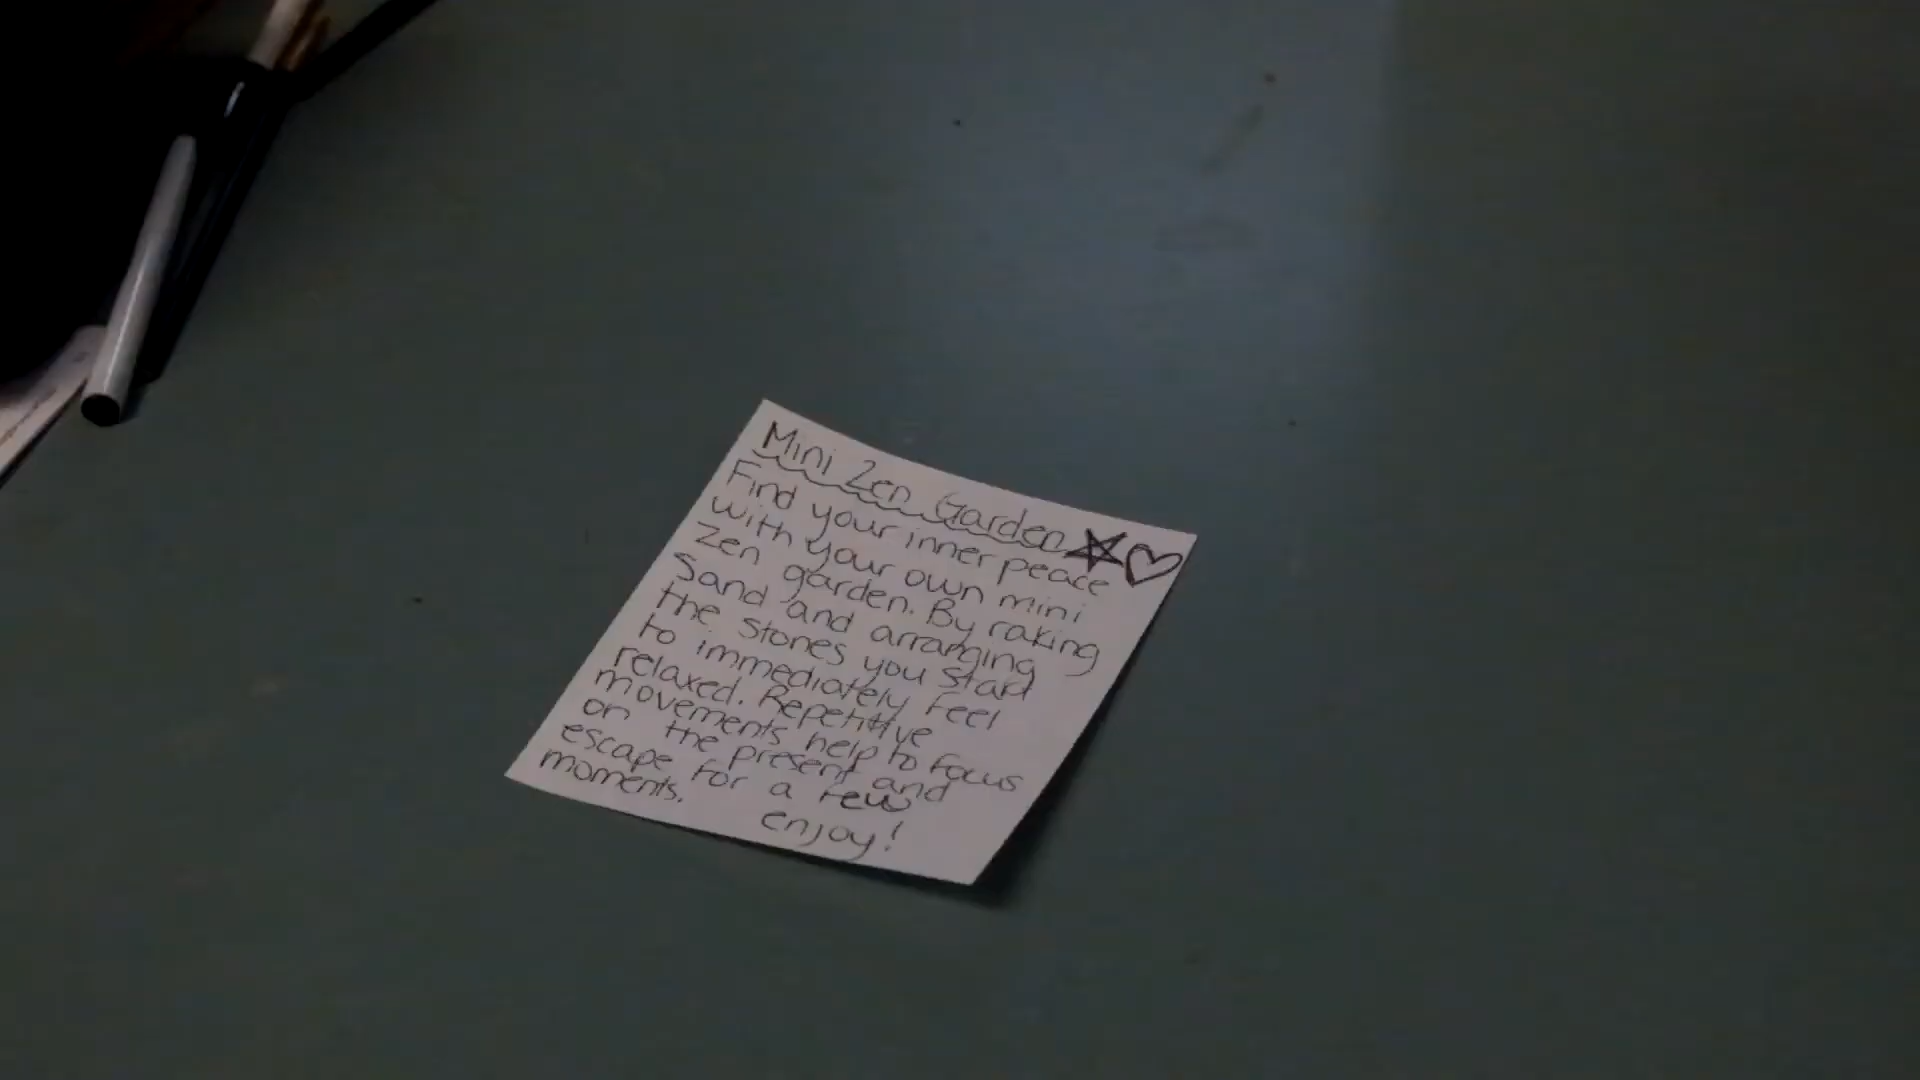 Mini Zen Garden
Find your inner peace
with your own mini
Zen garden. By raking
Sand and arranging
the stones you start
to immediately feel
relaxed. Repetitive
movements help to focus
on the present and
escape for a few
moments.
enjoy!